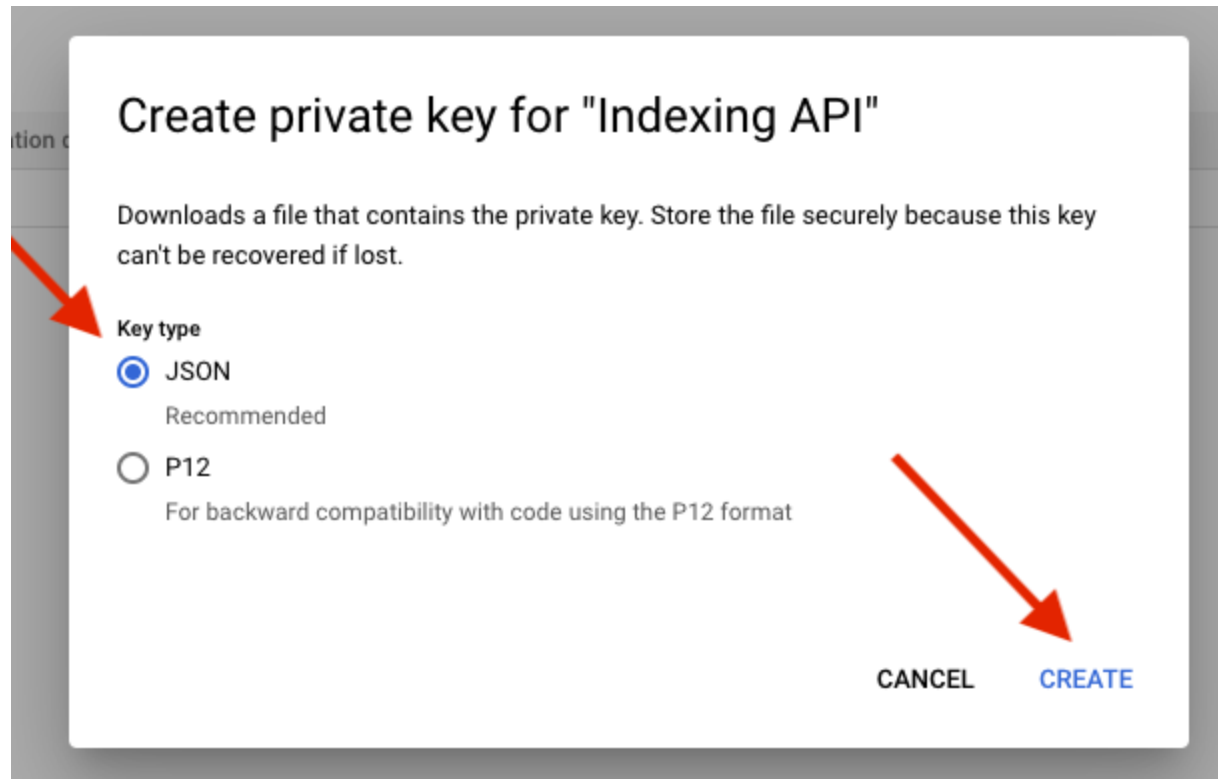 Create private key for "Indexing API"
tion
Downloads a file that contains the private key. Store the file securely because this key
can't be recovered if lost.
Key type
JSON
Recommended
P12
For backward compatibility with code using the P12 format
CANCEL CREATE